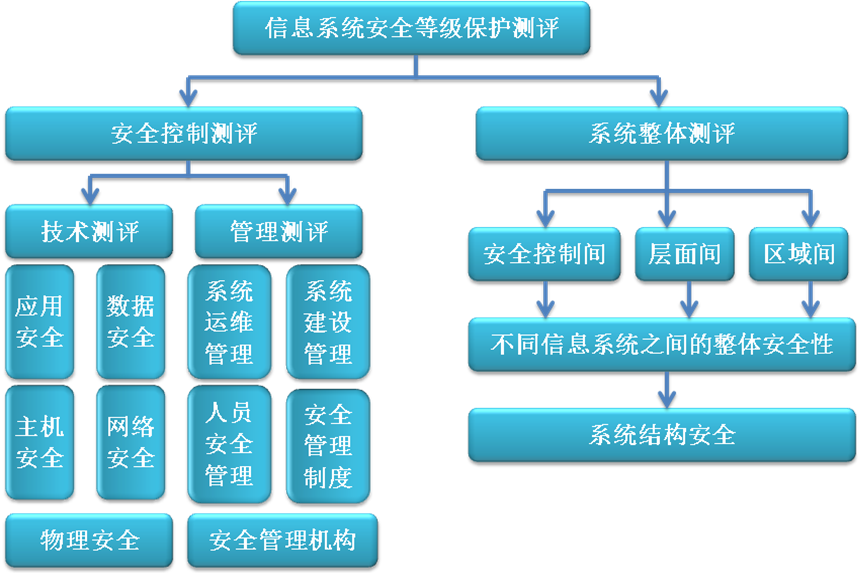 信息系统安全等级保护测评
安全控制测评
系统整体测评
技术测评
管理测评
安全控制间
层面间
区域间
应用
安全
数据
安全
系统
运维
管理
系统
建设
管理
不同信息系统之间的整体安全性
主机
安全
网络
安全
人员
安全
管理
安全
管理
制度
系统结构安全
物理安全
安全管理机构